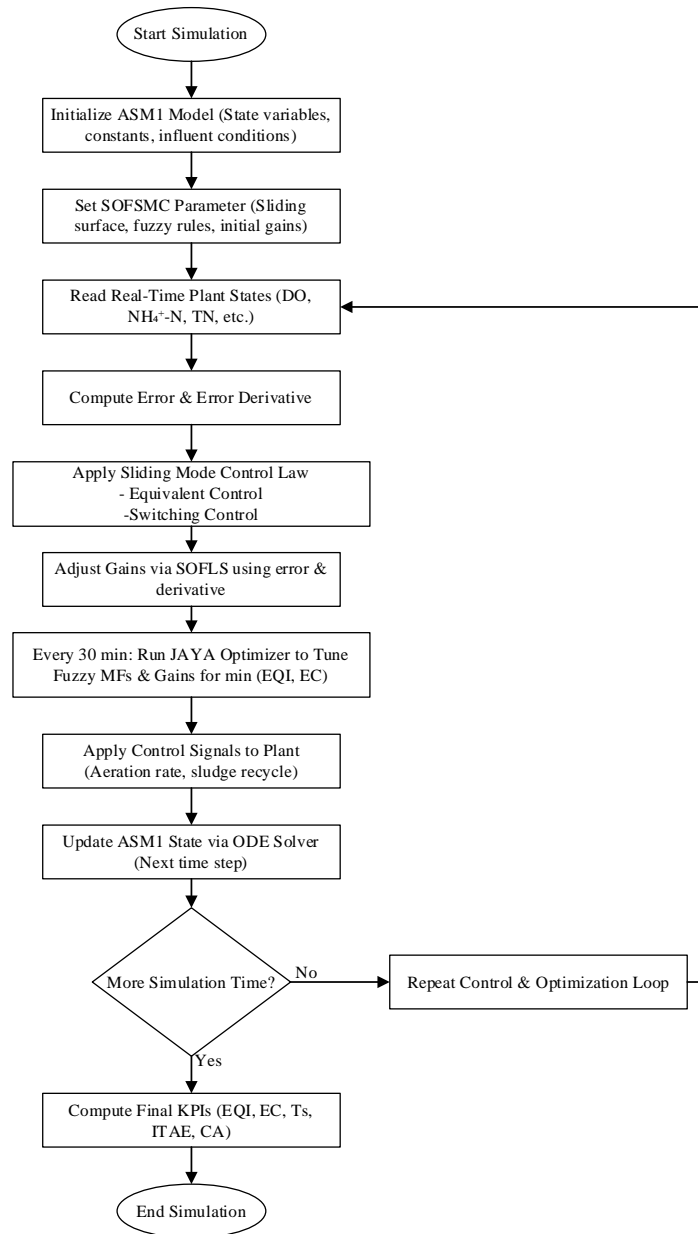 Start Simulation
Initialize ASM1 Model (State variables,
constants, influent conditions)
Set SOFSMC Parameter (Sliding
surface, fuzzy rules, initial gains)
Read Real-Time Plant States (DO,
NH₄⁺-N, TN, etc.)
Compute Error & Error Derivative
Apply Sliding Mode Control Law
- Equivalent Control
-Switching Control
Adjust Gains via SOFLS using error &
derivative
Every 30 min: Run JAYA Optimizer to Tune
Fuzzy MFs & Gains for min (EQI, EC)
Apply Control Signals to Plant
(Aeration rate, sludge recycle)
Update ASM1 State via ODE Solver
(Next time step)
More Simulation Time?
No
Repeat Control & Optimization Loop
Yes
Compute Final KPIs (EQI, EC, Ts,
ITAE, CA)
End Simulation